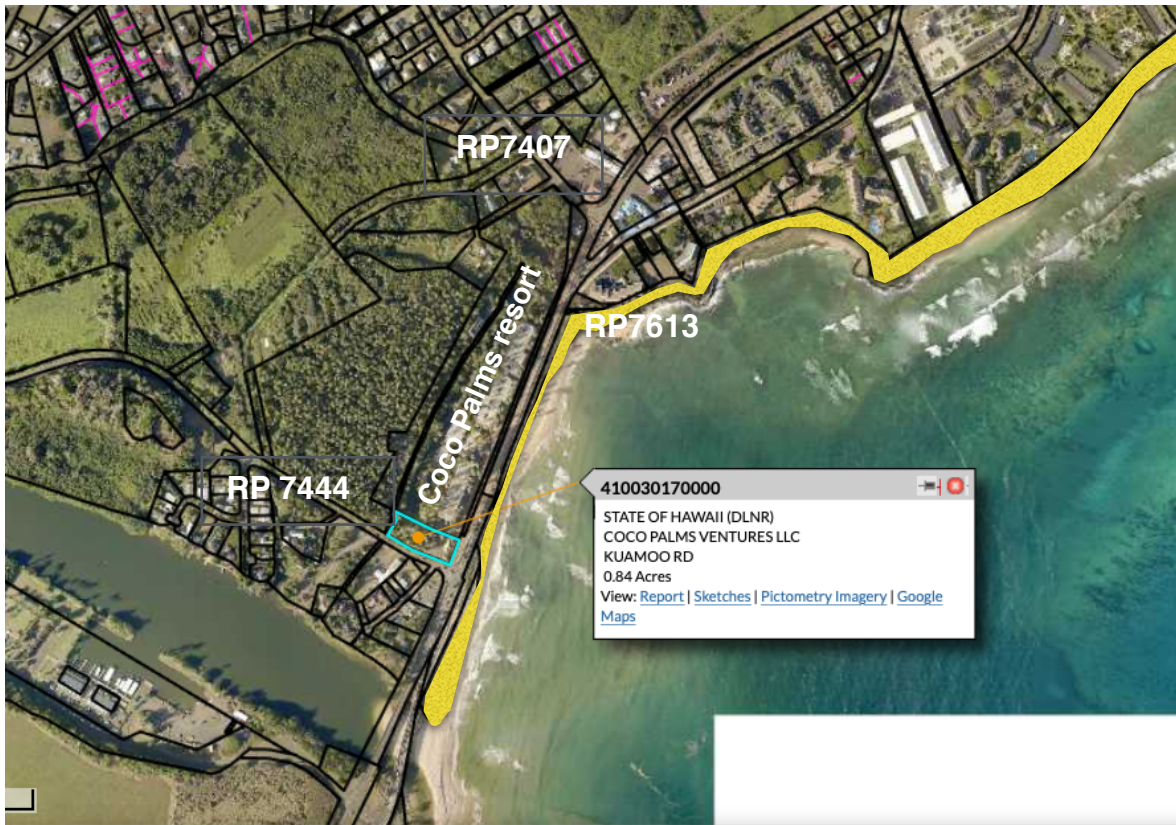 RP7407
Coco Palms resort
RP7613
RP 7444
410030170000
STATE OF HAWAII (DLNR)
COCO PALMS VENTURES LLC
KUAMOO RD
0.84 Acres
View: Report | Sketches | Pictometry Imagery | Google
Maps